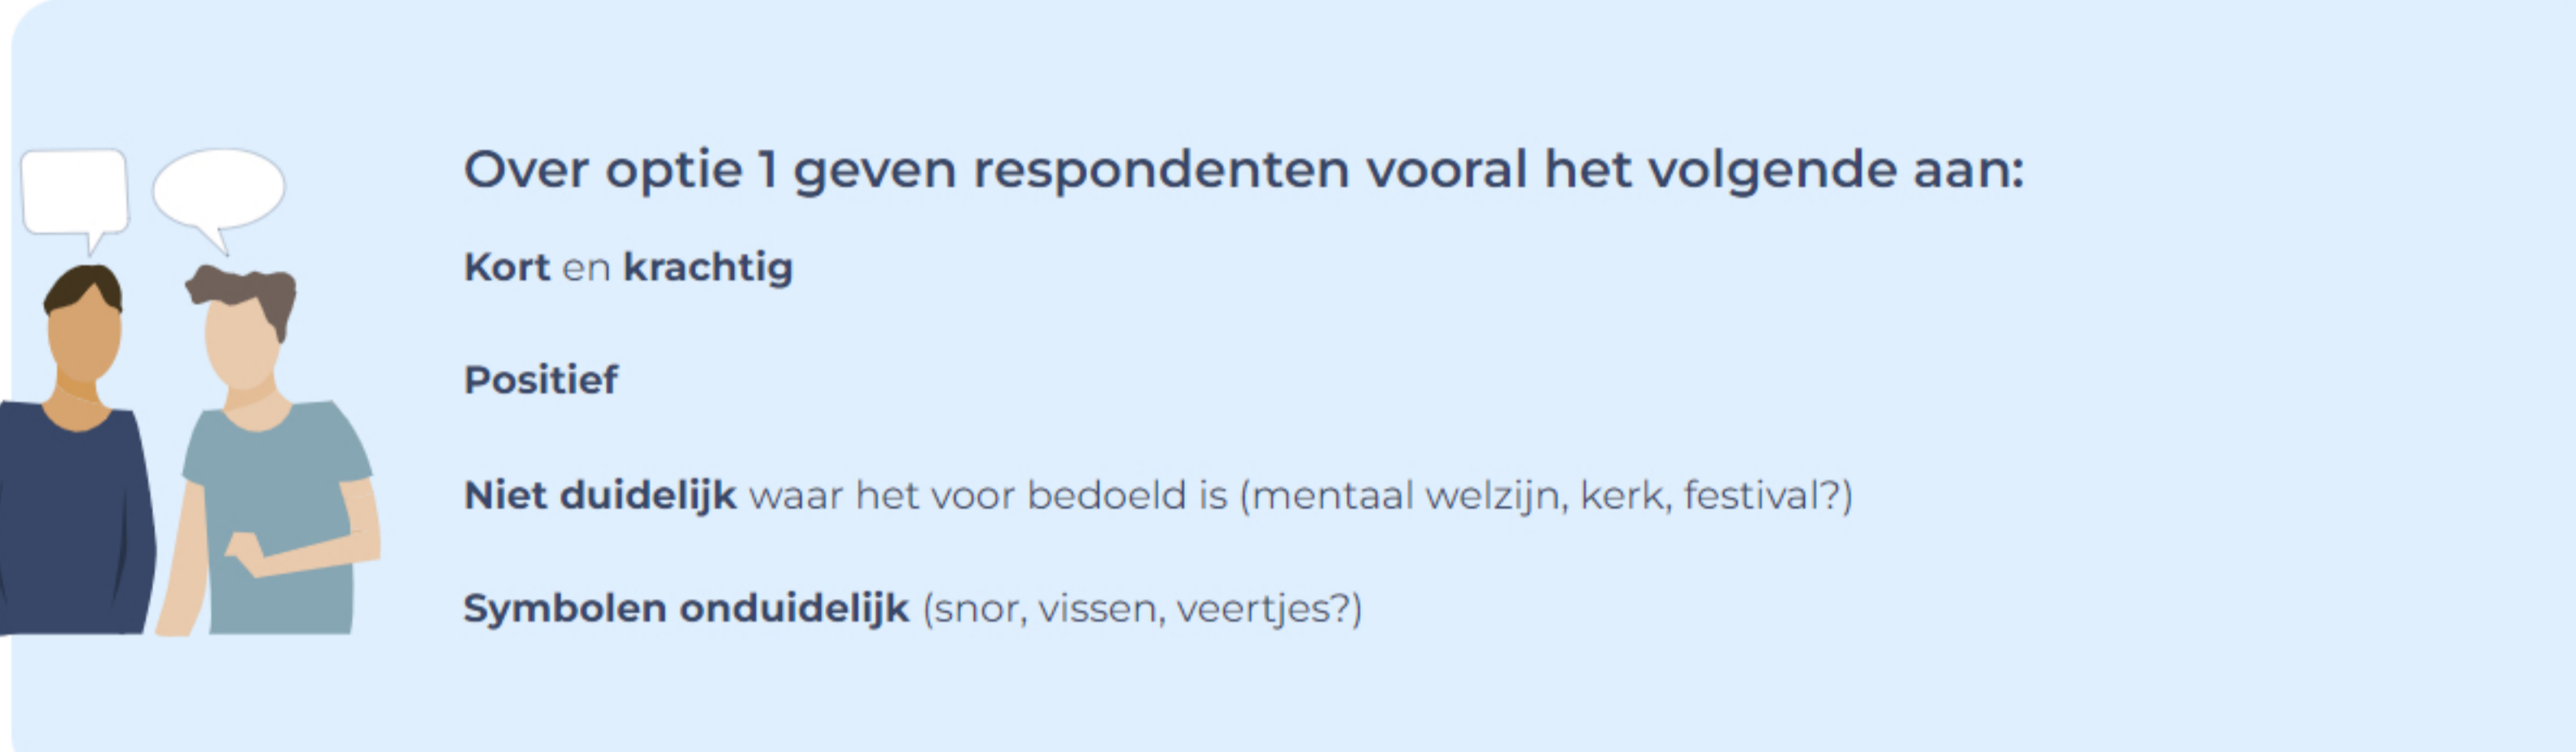 Over optie 1 geven respondenten vooral het volgende aan:
Kort en krachtig
Positief
Niet duidelijk waar het voor bedoeld is (mentaal welzijn, kerk, festival?)
Symbolen onduidelijk (snor, vissen, veertjes?)